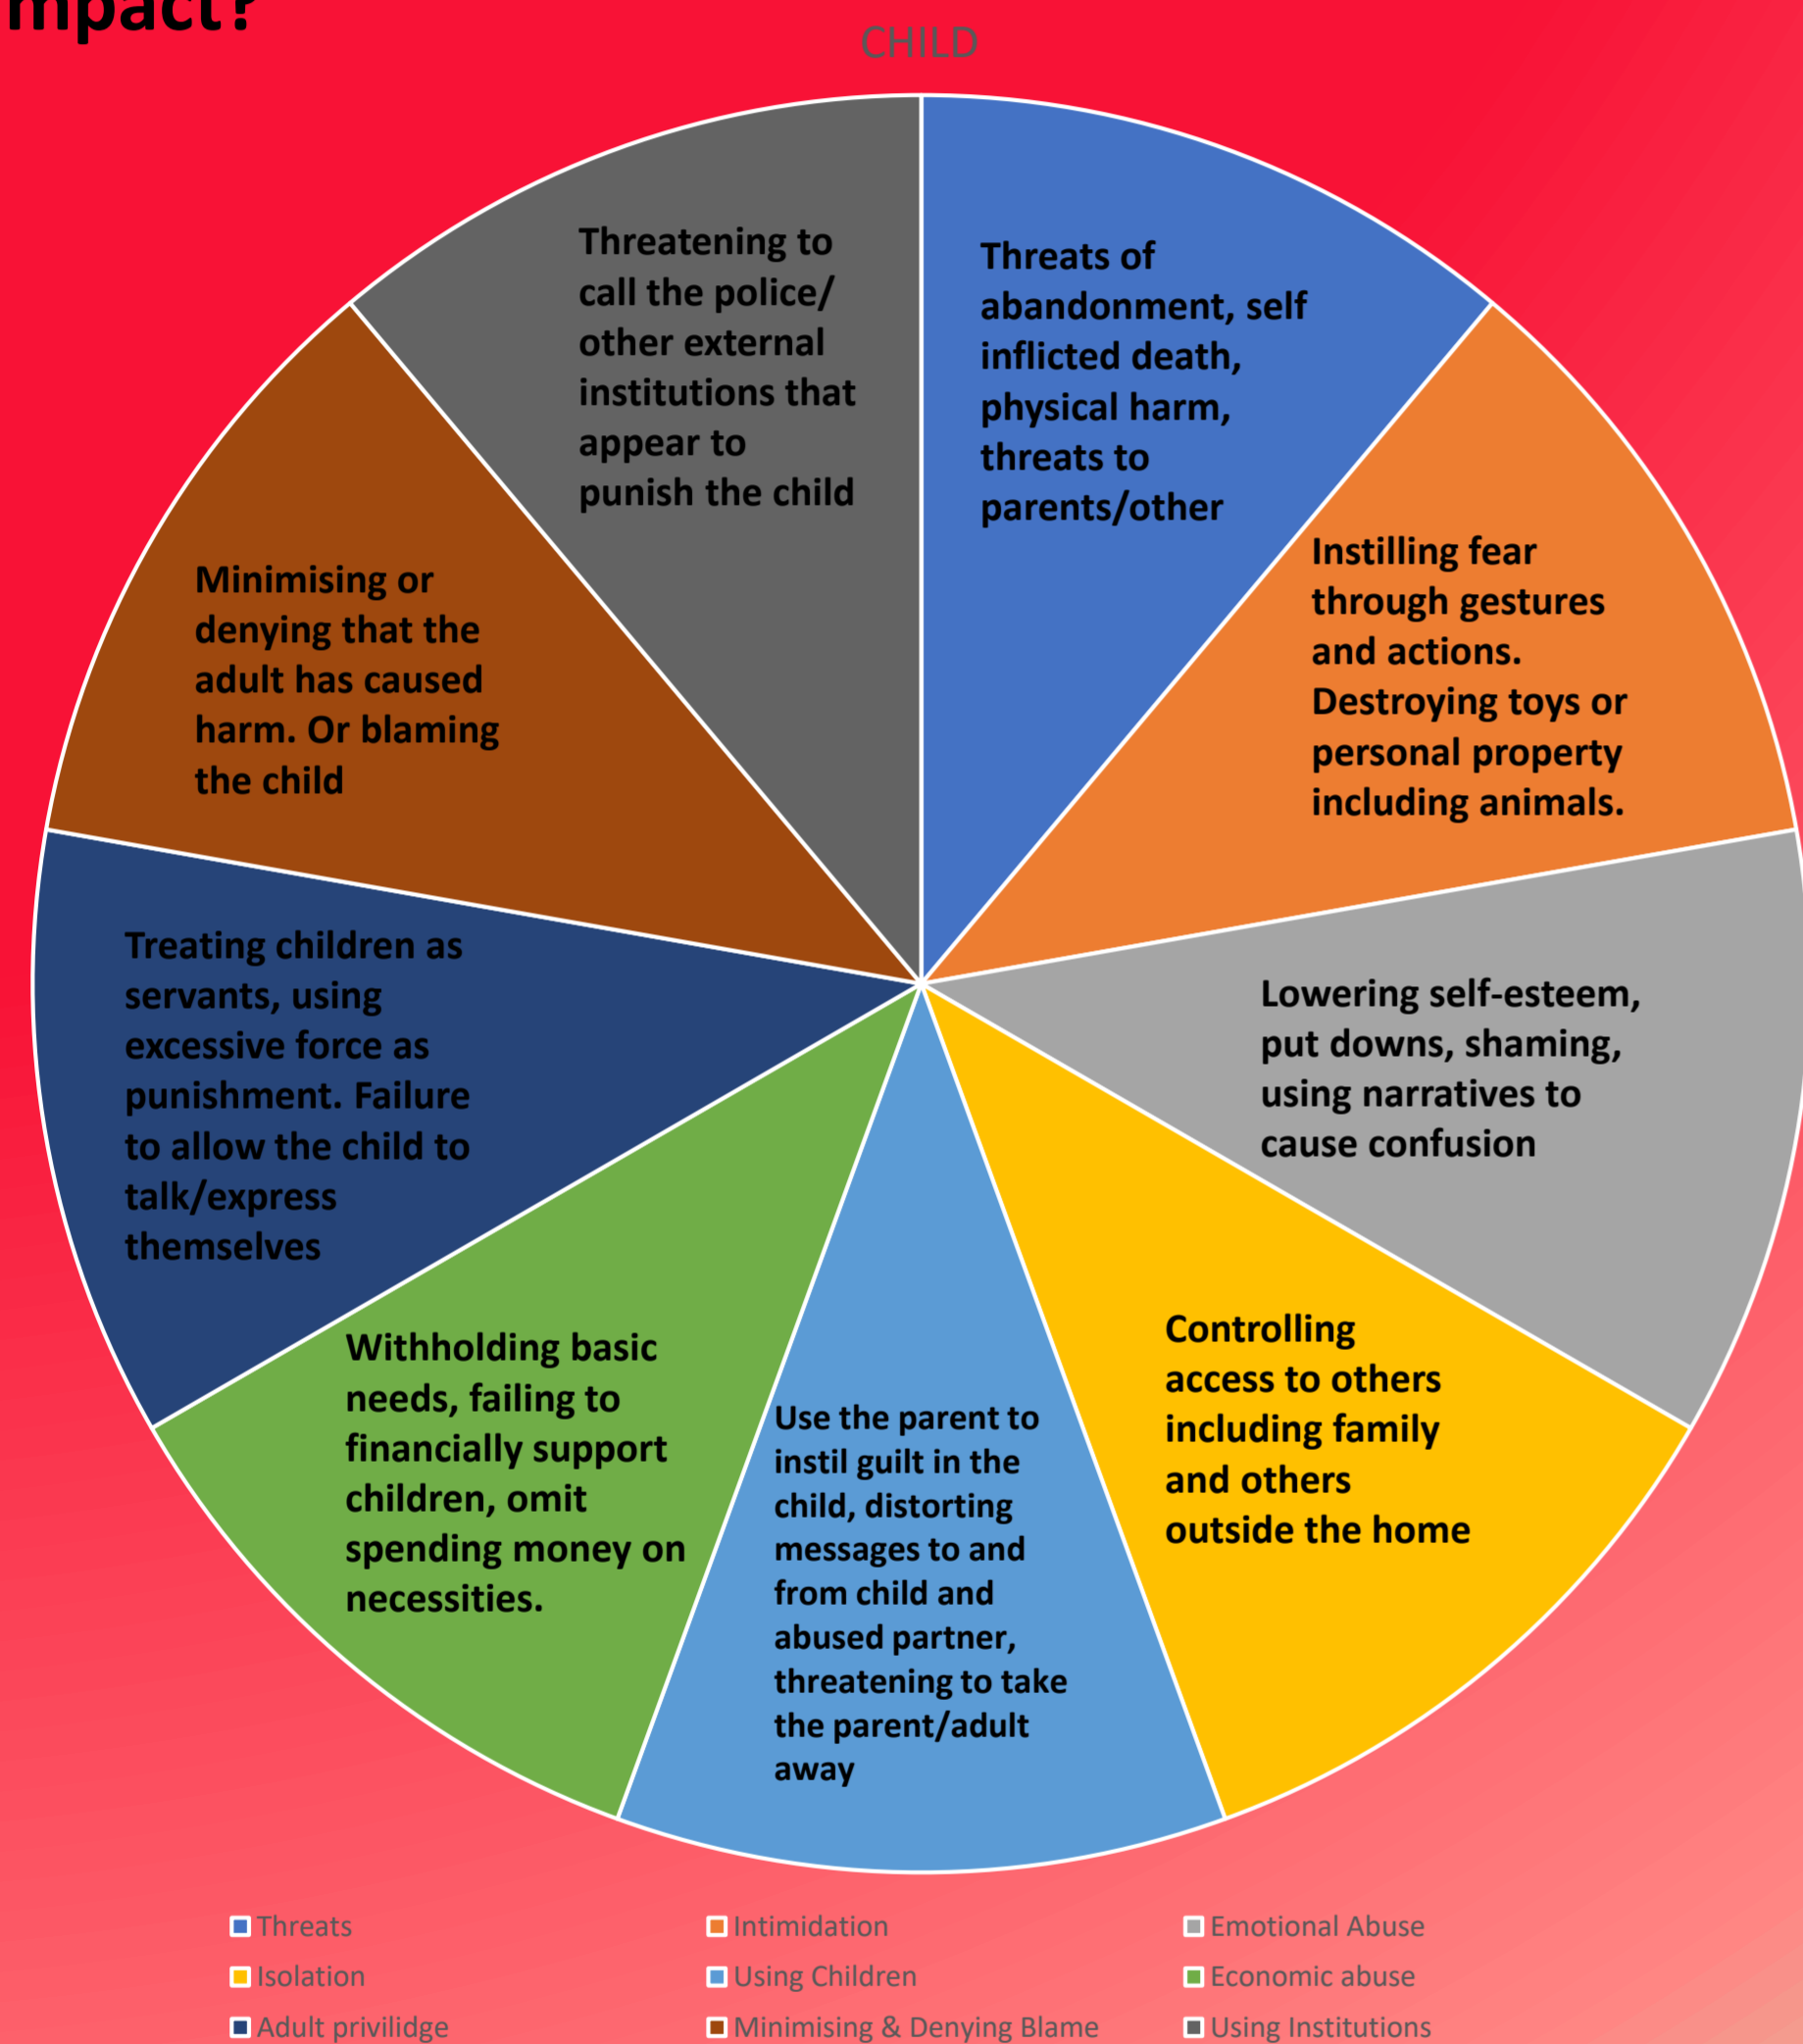 mpact?
CHILD
Threatening to
call the police/
other external
institutions that
appear to
punish the child
Threats of
abandonment, self
inflicted death,
physical harm,
threats to
parents/other
Instilling fear
through gestures
and actions.
Destroying toys or
personal property
including animals.
Minimising or
denying that the
adult has caused
harm. Or blaming
the child
Lowering self-esteem,
put downs, shaming,
using narratives to
cause confusion
Treating children as
servants, using
excessive force as
punishment. Failure
to allow the child to
talk/express
themselves
Controlling
access to others
including family
and others
outside the home
Withholding basic
needs, failing to
financially support
children, omit
spending money on
necessities.
Use the parent to
instil guilt in the
child, distorting
messages to and
from child and
abused partner,
threatening to take
the parent/adult
away
Threats
Intimidation
Emotional Abuse
Isolation
Using Children
Economic abuse
Adult privilidge
Minimising & Denying Blame
Using Institutions